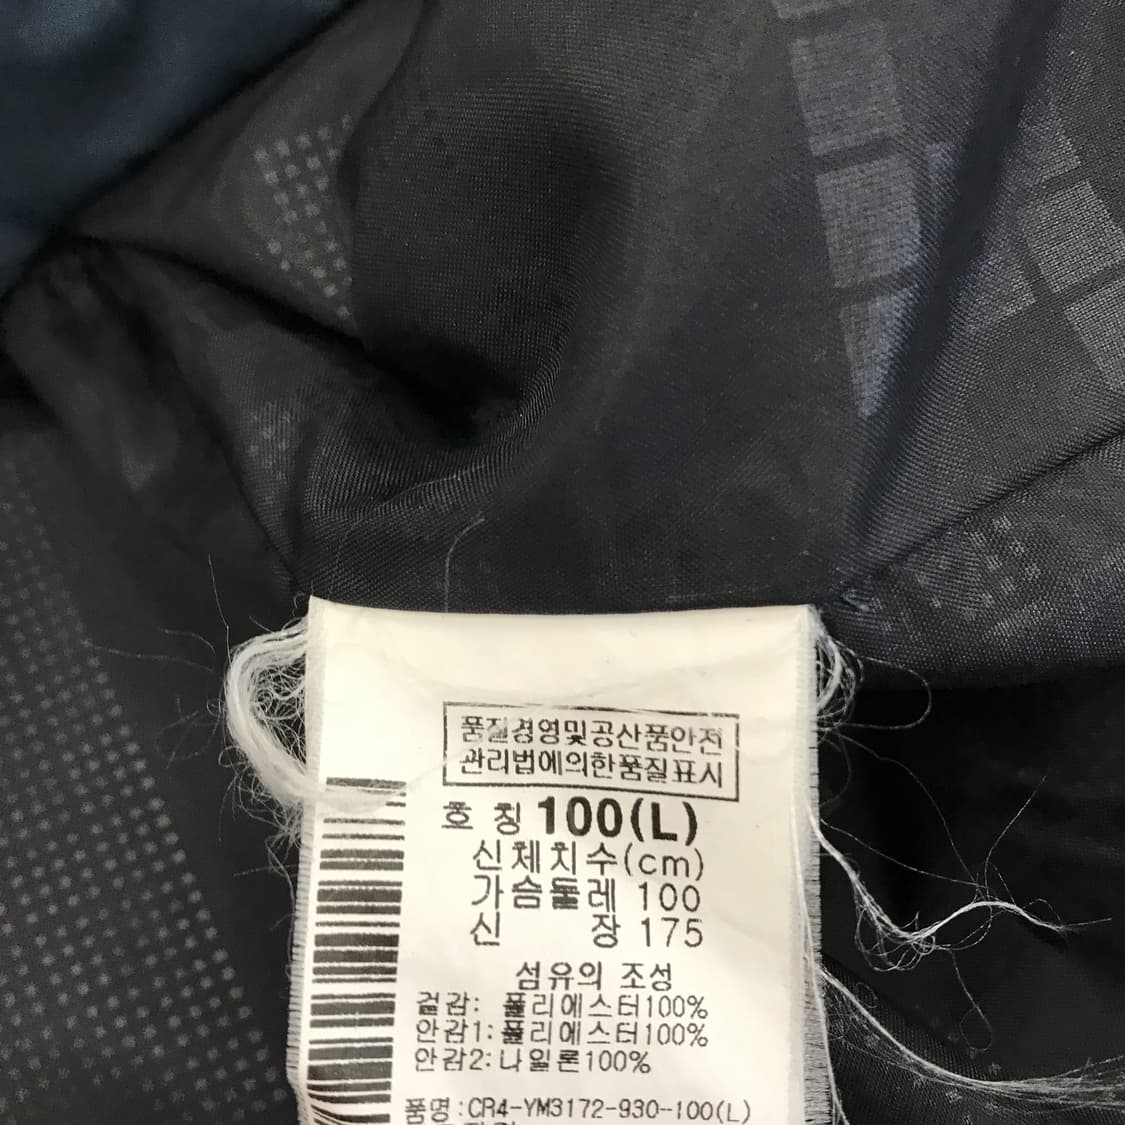 품질경영및공산품안전
관리법에의한품질표시
호 칭 100(L)
신체치수(cm)
가슴둘레 100
신 장 175
섬유의 조성
겉감: 폴리에스터100%
안감1:폴리에스터100%
안감2:나일론100%
품명:CR4-YM3172-930-100(L)